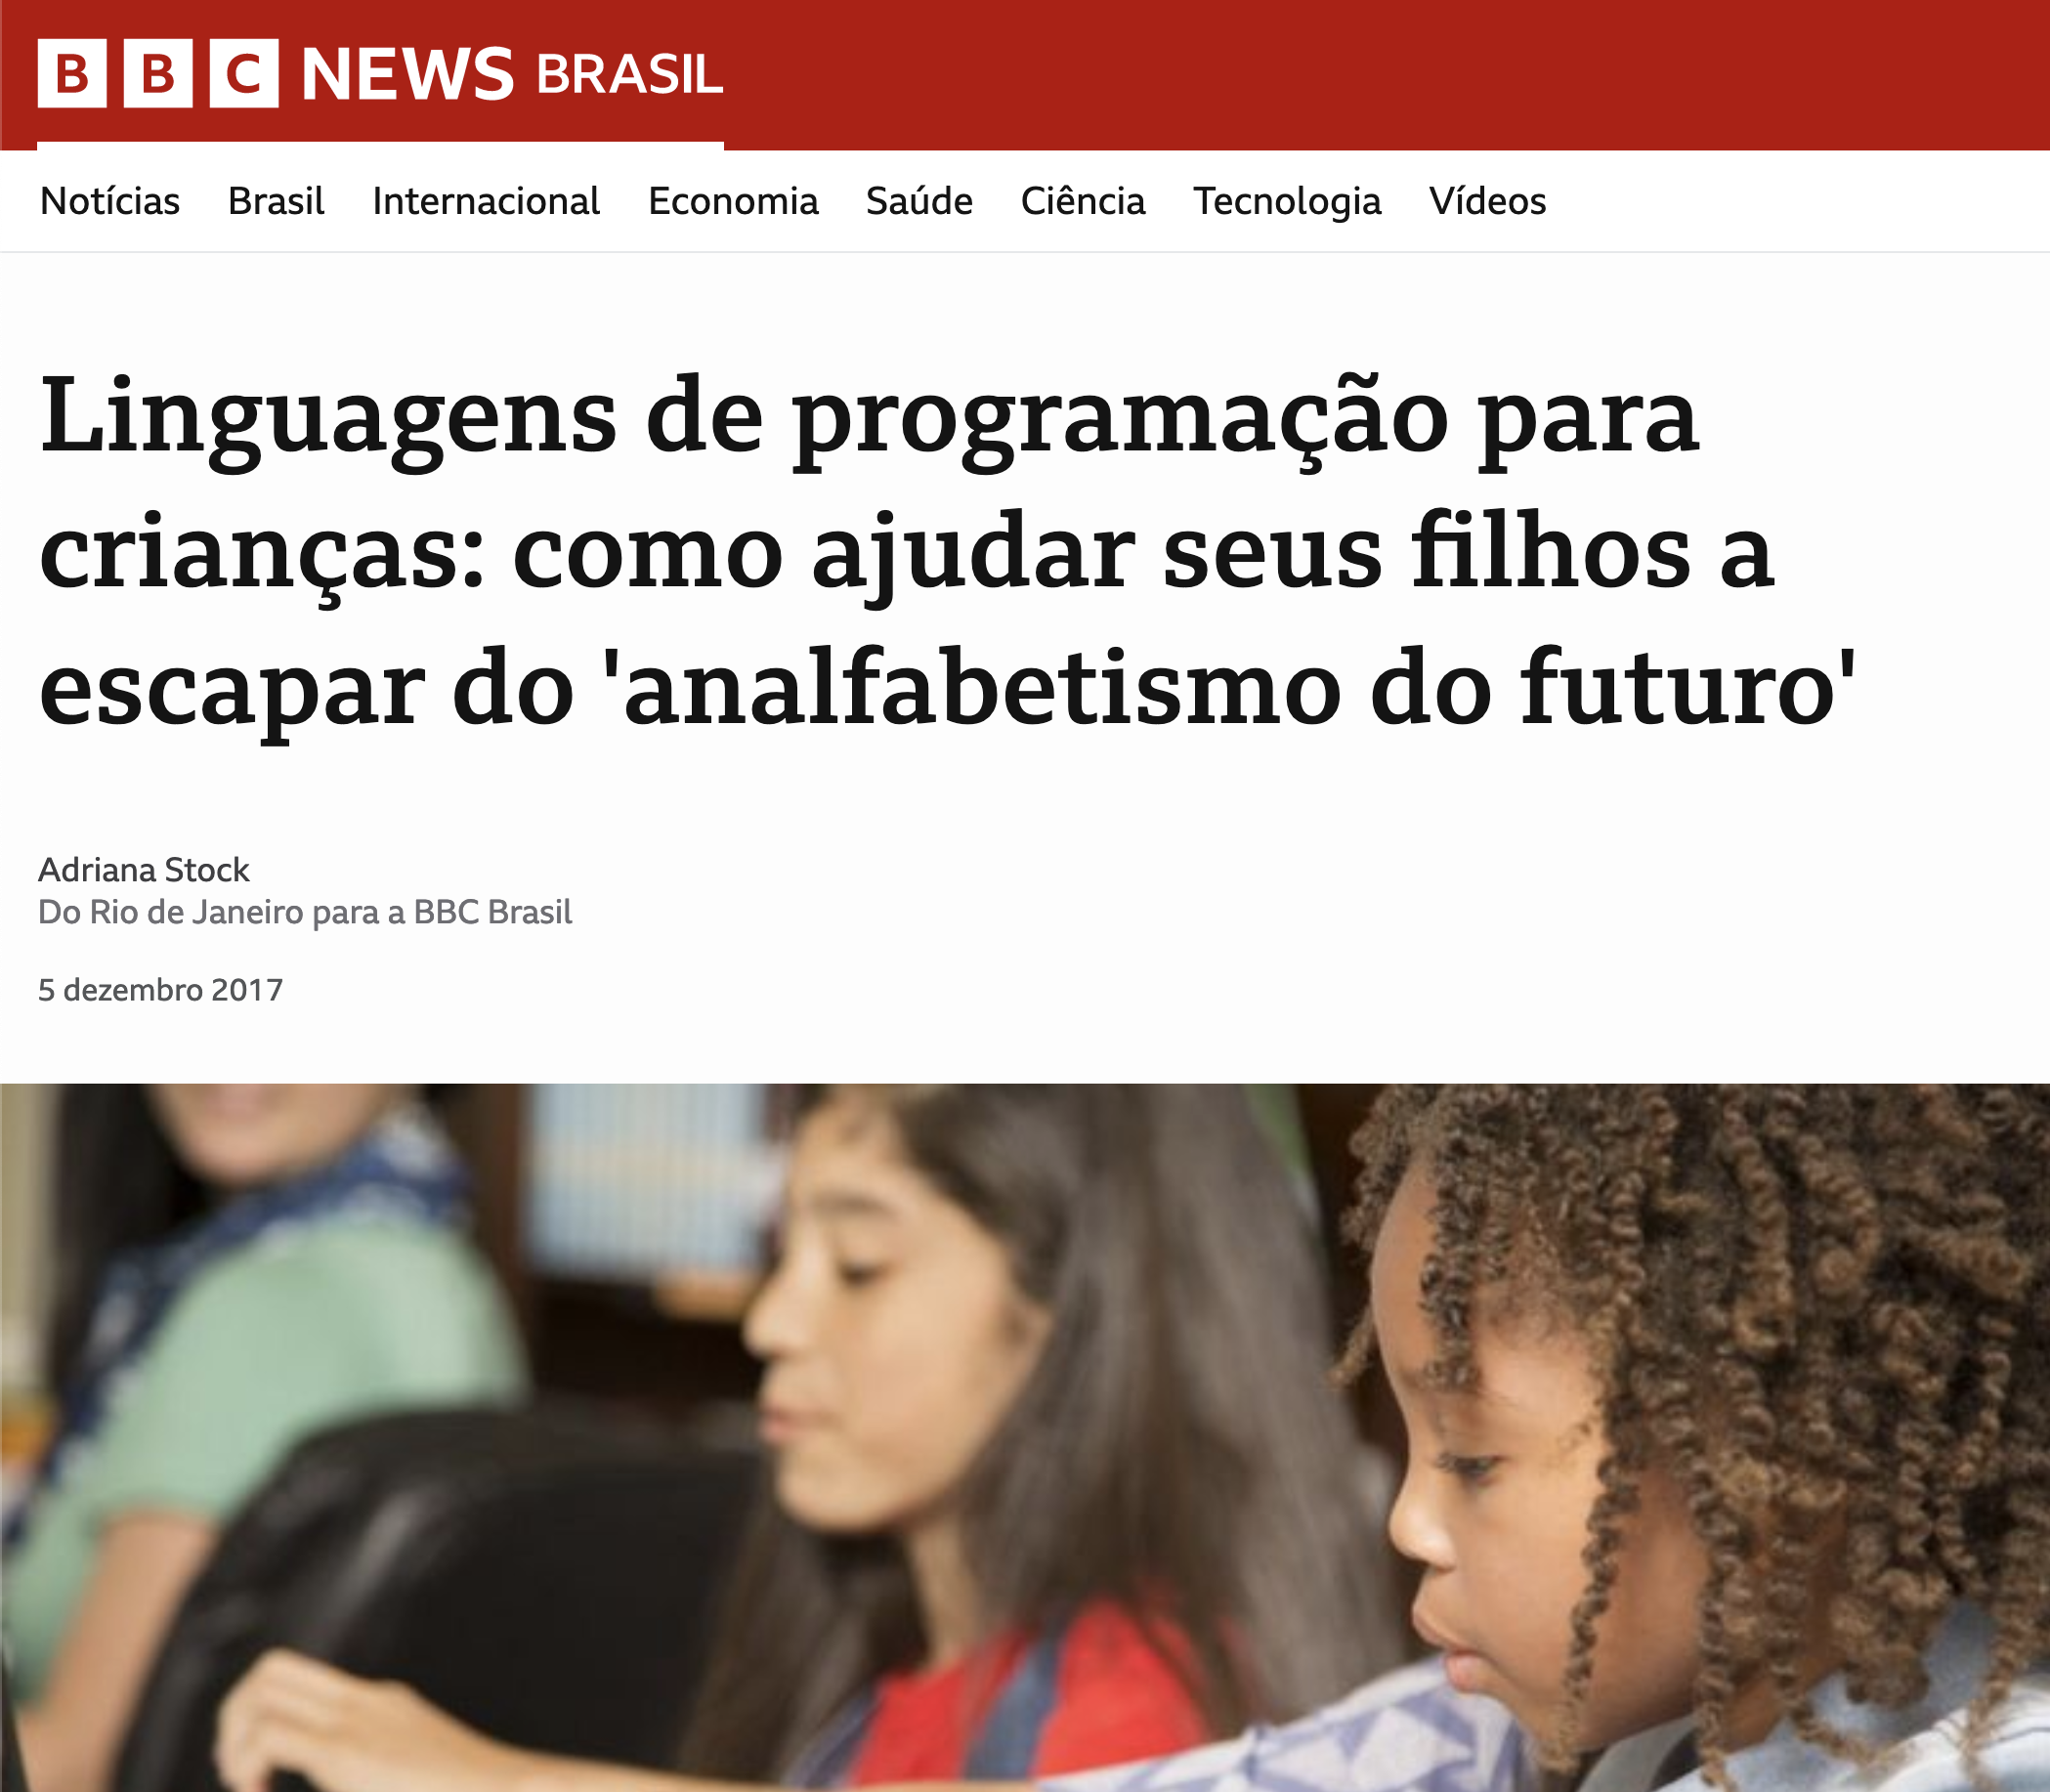 BBC NEWS BRASIL
Notícias Brasil Internacional Economia Saúde Ciência Tecnologia Vídeos
Linguagens de programação para
crianças: como ajudar seus filhos a
escapar do 'analfabetismo do futuro'
Adriana Stock
Do Rio de Janeiro para a BBC Brasil
5 dezembro 2017